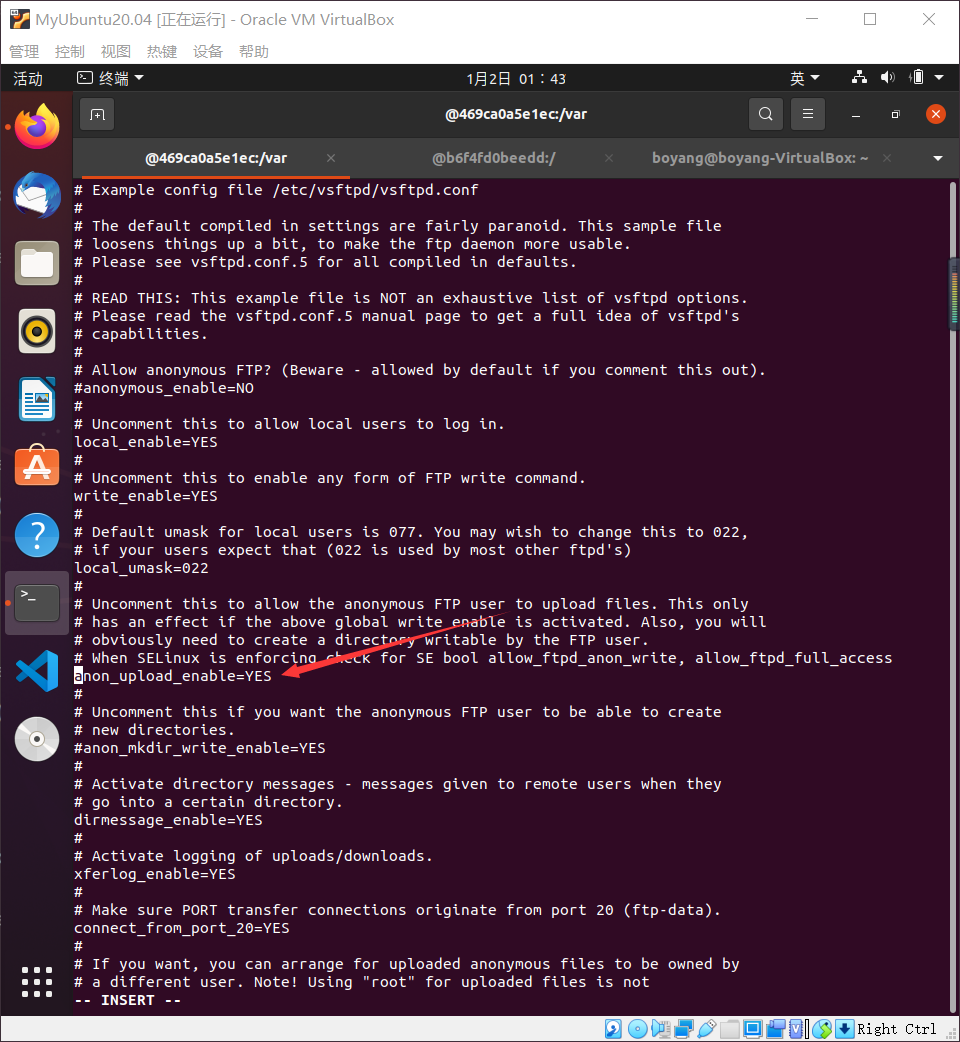 MyUbuntu20.04 [正在运行] - Oracle VM VirtualBox
管理 控制 视图 热键 设备 帮助
活动 终端 1月2日 01：43 英
@469ca0a5e1ec:/var
@469ca0a5e1ec:/var @b6f4fd0beedd:/ boyang@boyang-VirtualBox: ~
# Example config file /etc/vsftpd/vsftpd.conf
#
# The default compiled in settings are fairly paranoid. This sample file
# loosens things up a bit, to make the ftp daemon more usable.
# Please see vsftpd.conf.5 for all compiled in defaults.
#
# READ THIS: This example file is NOT an exhaustive list of vsftpd options.
# Please read the vsftpd.conf.5 manual page to get a full idea of vsftpd's
# capabilities.
#
# Allow anonymous FTP? (Beware - allowed by default if you comment this out).
#anonymous_enable=NO
#
# Uncomment this to allow local users to log in.
local_enable=YES
#
# Uncomment this to enable any form of FTP write command.
write_enable=YES
#
# Default umask for local users is 077. You may wish to change this to 022,
# if your users expect that (022 is used by most other ftpd's)
local_umask=022
#
# Uncomment this to allow the anonymous FTP user to upload files. This only
# has an effect if the above global write enable is activated. Also, you will
# obviously need to create a directory writable by the FTP user.
# When SELinux is enforcing check for SE bool allow_ftpd_anon_write, allow_ftpd_full_access
anon_upload_enable=YES
#
# Uncomment this if you want the anonymous FTP user to be able to create
# new directories.
#anon_mkdir_write_enable=YES
#
# Activate directory messages - messages given to remote users when they
# go into a certain directory.
dirmessage_enable=YES
#
# Activate logging of uploads/downloads.
xferlog_enable=YES
#
# Make sure PORT transfer connections originate from port 20 (ftp-data).
connect_from_port_20=YES
#
# If you want, you can arrange for uploaded anonymous files to be owned by
# a different user. Note! Using "root" for uploaded files is not
-- INSERT --
Right Ctrl